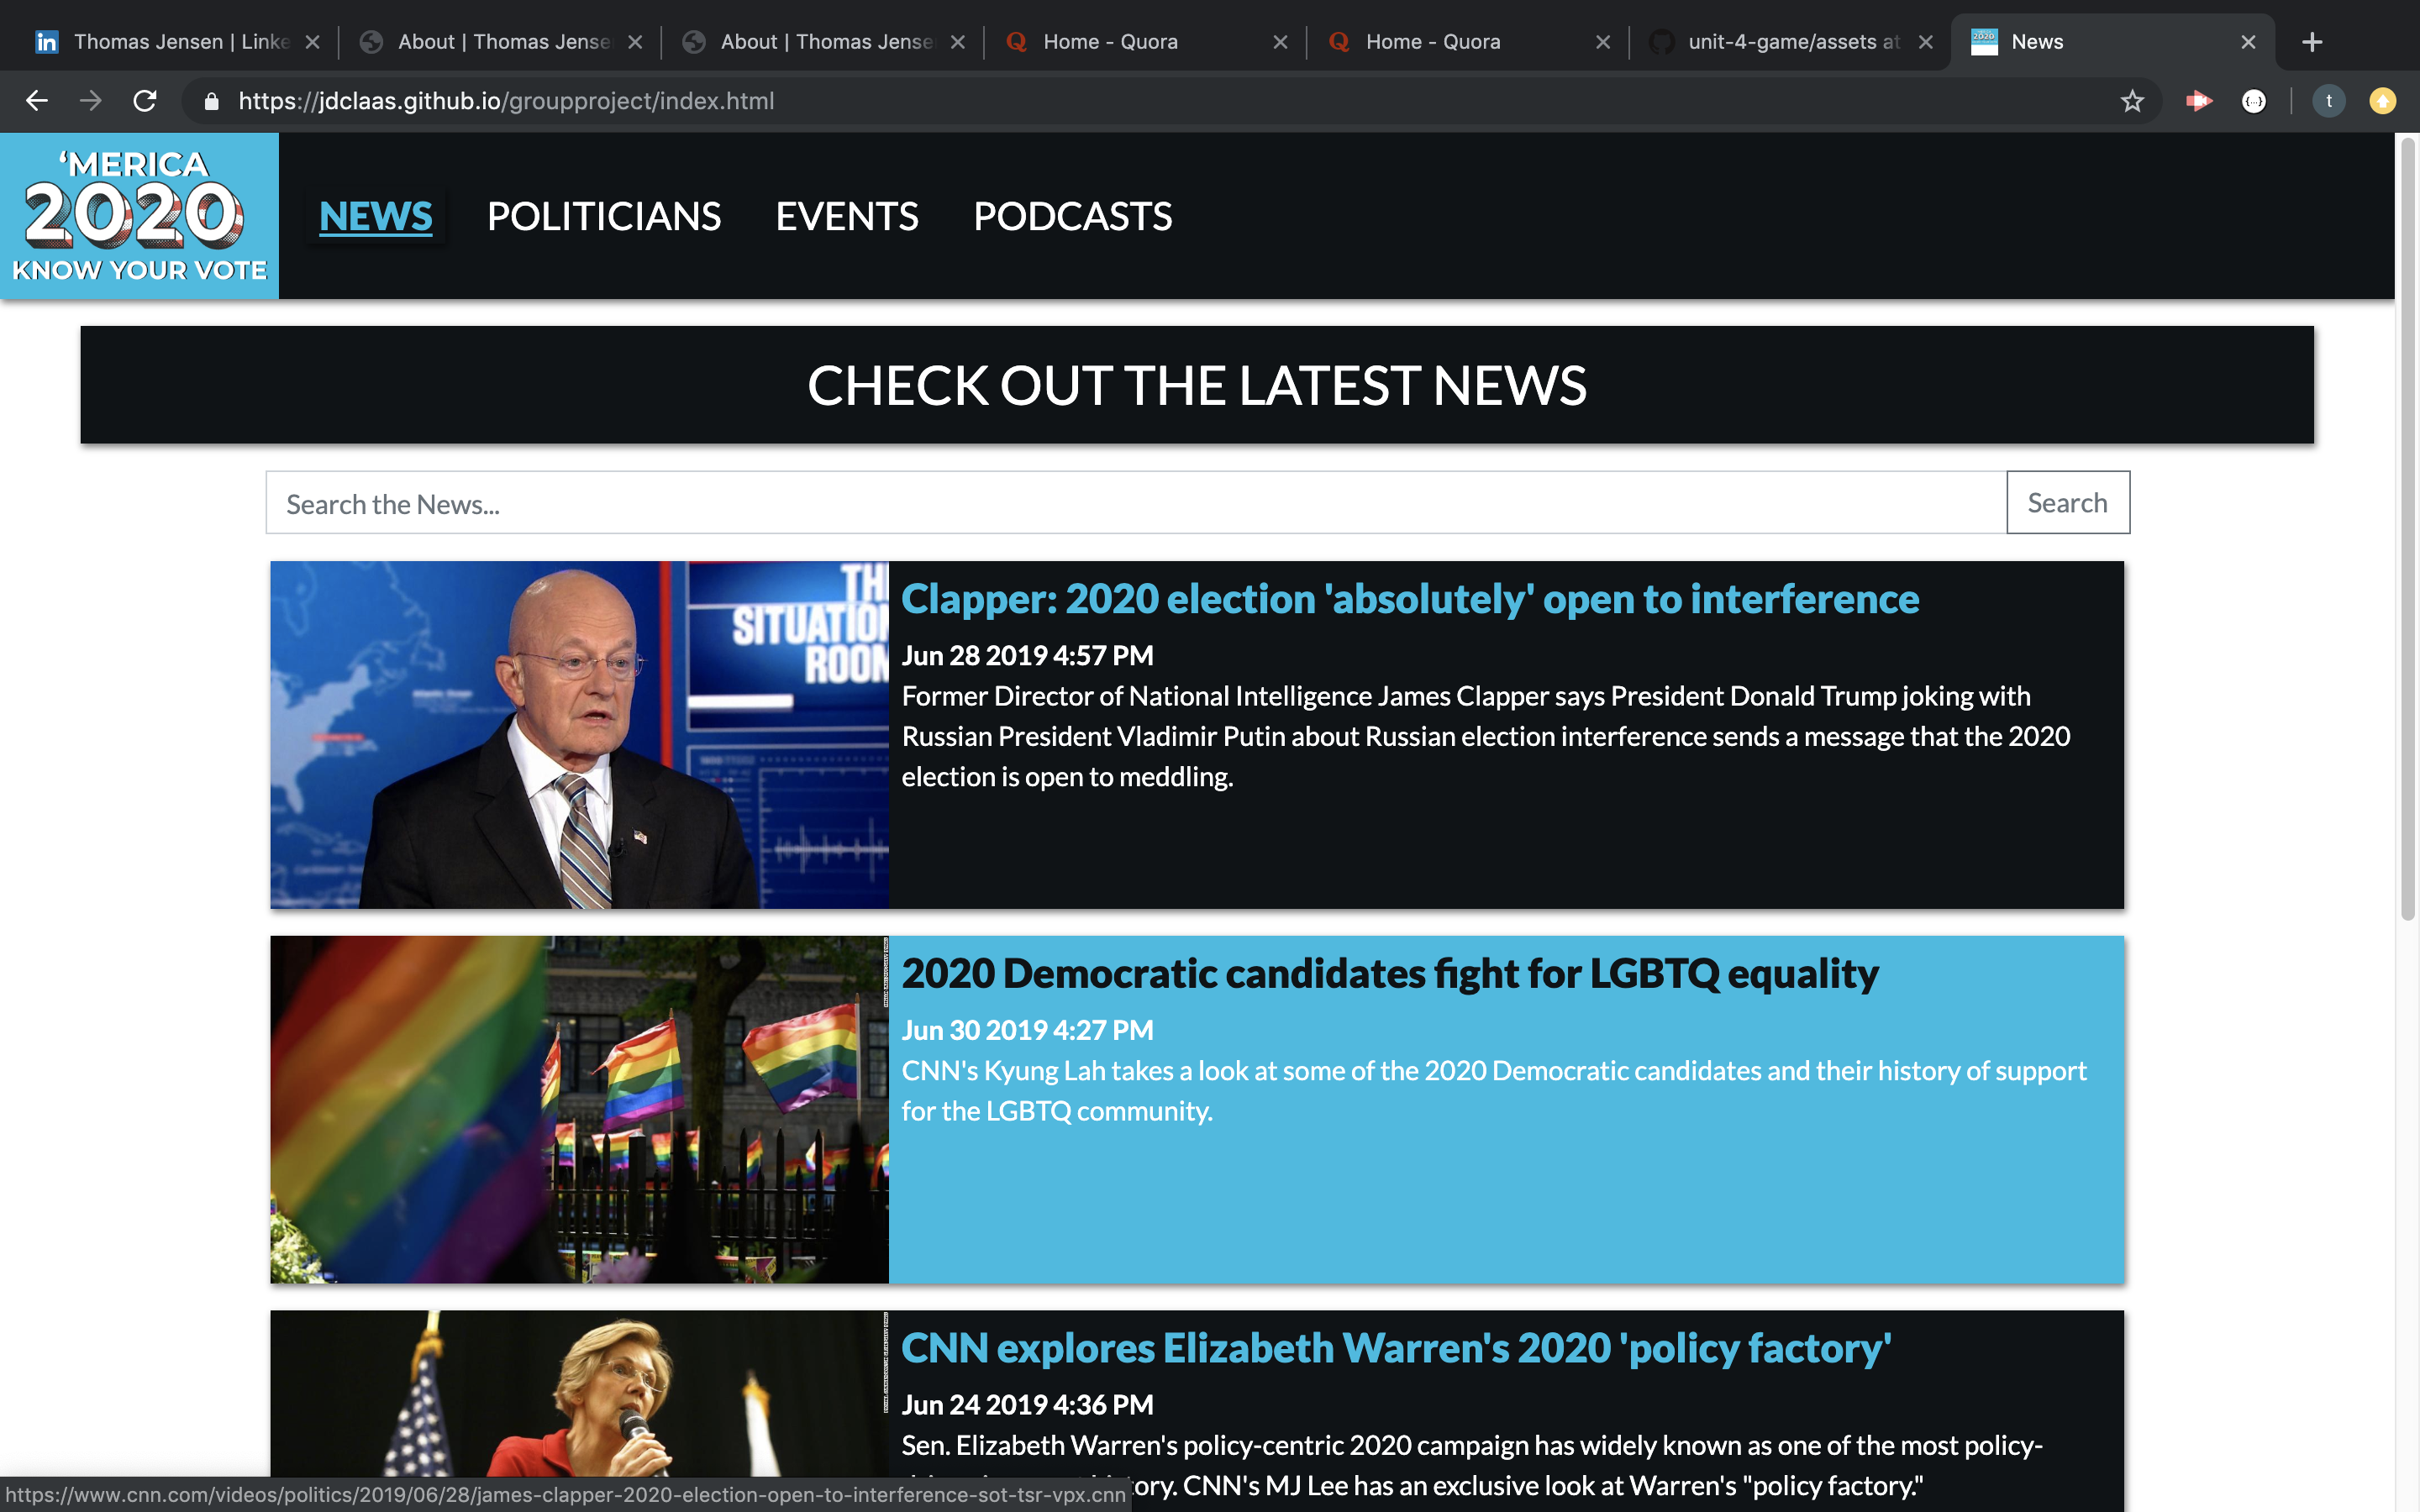 Thomas Jensen | Linke
About | Thomas Jense
About | Thomas Jense
Home - Quora
Home - Quora
unit-4-game/assets at
News
https://jdclaas.github.io/groupproject/index.html
t
‘MERICA
2020
KNOW YOUR VOTE
NEWS
POLITICIANS
EVENTS
PODCASTS
CHECK OUT THE LATEST NEWS
Search the News...
Search
THE
SITUATION
ROOM
Clapper: 2020 election 'absolutely' open to interference
Jun 28 2019 4:57 PM
Former Director of National Intelligence James Clapper says President Donald Trump joking with
Russian President Vladimir Putin about Russian election interference sends a message that the 2020
election is open to meddling.
2020 Democratic candidates fight for LGBTQ equality
Jun 30 2019 4:27 PM
CNN's Kyung Lah takes a look at some of the 2020 Democratic candidates and their history of support
for the LGBTQ community.
CNN explores Elizabeth Warren's 2020 'policy factory'
Jun 24 2019 4:36 PM
Sen. Elizabeth Warren's policy-centric 2020 campaign has widely known as one of the most policy-
tory. CNN's MJ Lee has an exclusive look at Warren's "policy factory."
https://www.cnn.com/videos/politics/2019/06/28/james-clapper-2020-election-open-to-interference-sot-tsr-vpx.cnn